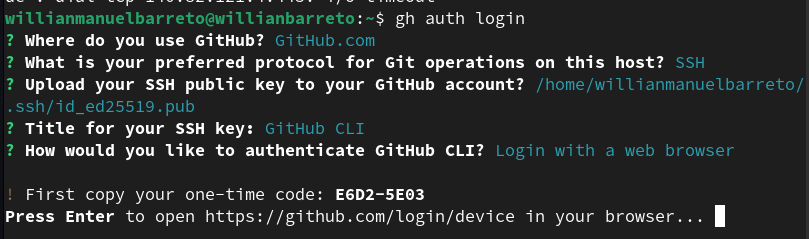 willianmanuelbarreto@willianbarreto:~$ gh auth login
? Where do you use GitHub? GitHub.com
? What is your preferred protocol for Git operations on this host? SSH
? Upload your SSH public key to your GitHub account? /home/willianmanuelbarreto/
.ssh/id_ed25519.pub
? Title for your SSH key: GitHub CLI
? How would you like to authenticate GitHub CLI? Login with a web browser
! First copy your one-time code: E6D2-5E03
Press Enter to open https://github.com/login/device in your browser...